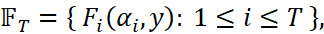 𝔽_T = { F_i(α_i, y): 1 ≤ i ≤ T },